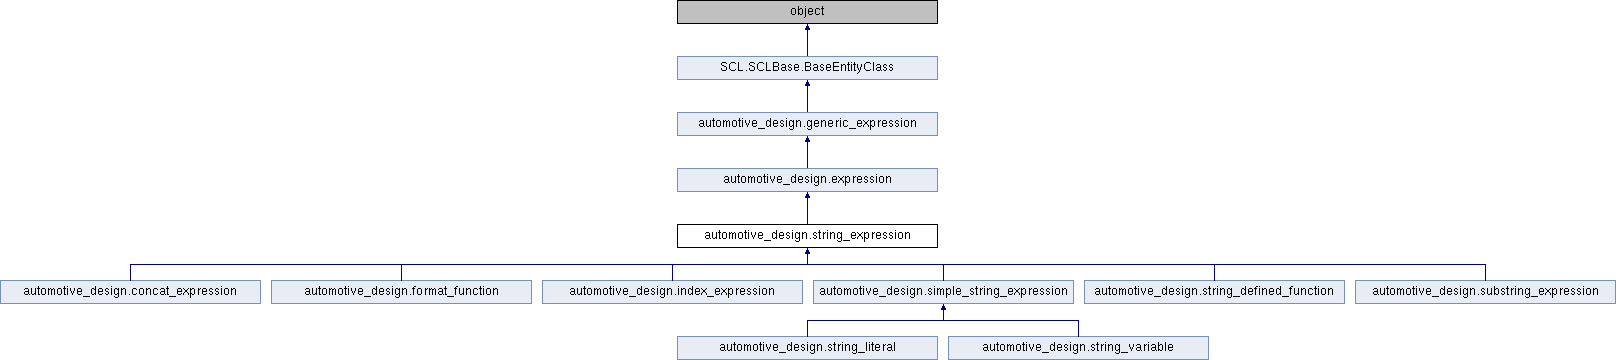 object
SCL.SCLBase.BaseEntityClass
automotive_design.generic_expression
automotive_design.expression
automotive_design.string_expression
automotive_design.concat_expression
automotive_design.format_function
automotive_design.index_expression
automotive_design.simple_string_expression
automotive_design.string_defined_function
automotive_design.substring_expression
automotive_design.string_literal
automotive_design.string_variable